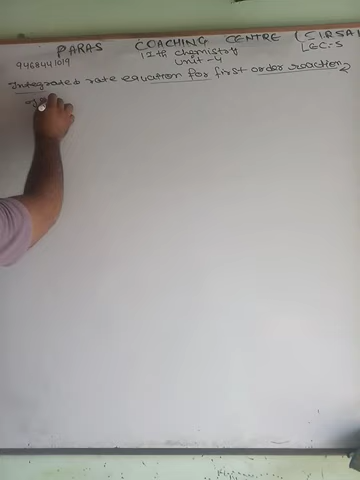 PARAS COACHING CENTRE (SIRSA)
9468441019 12th chemistry LEC-5
Unit-4
Integrated rate equation for first order reaction